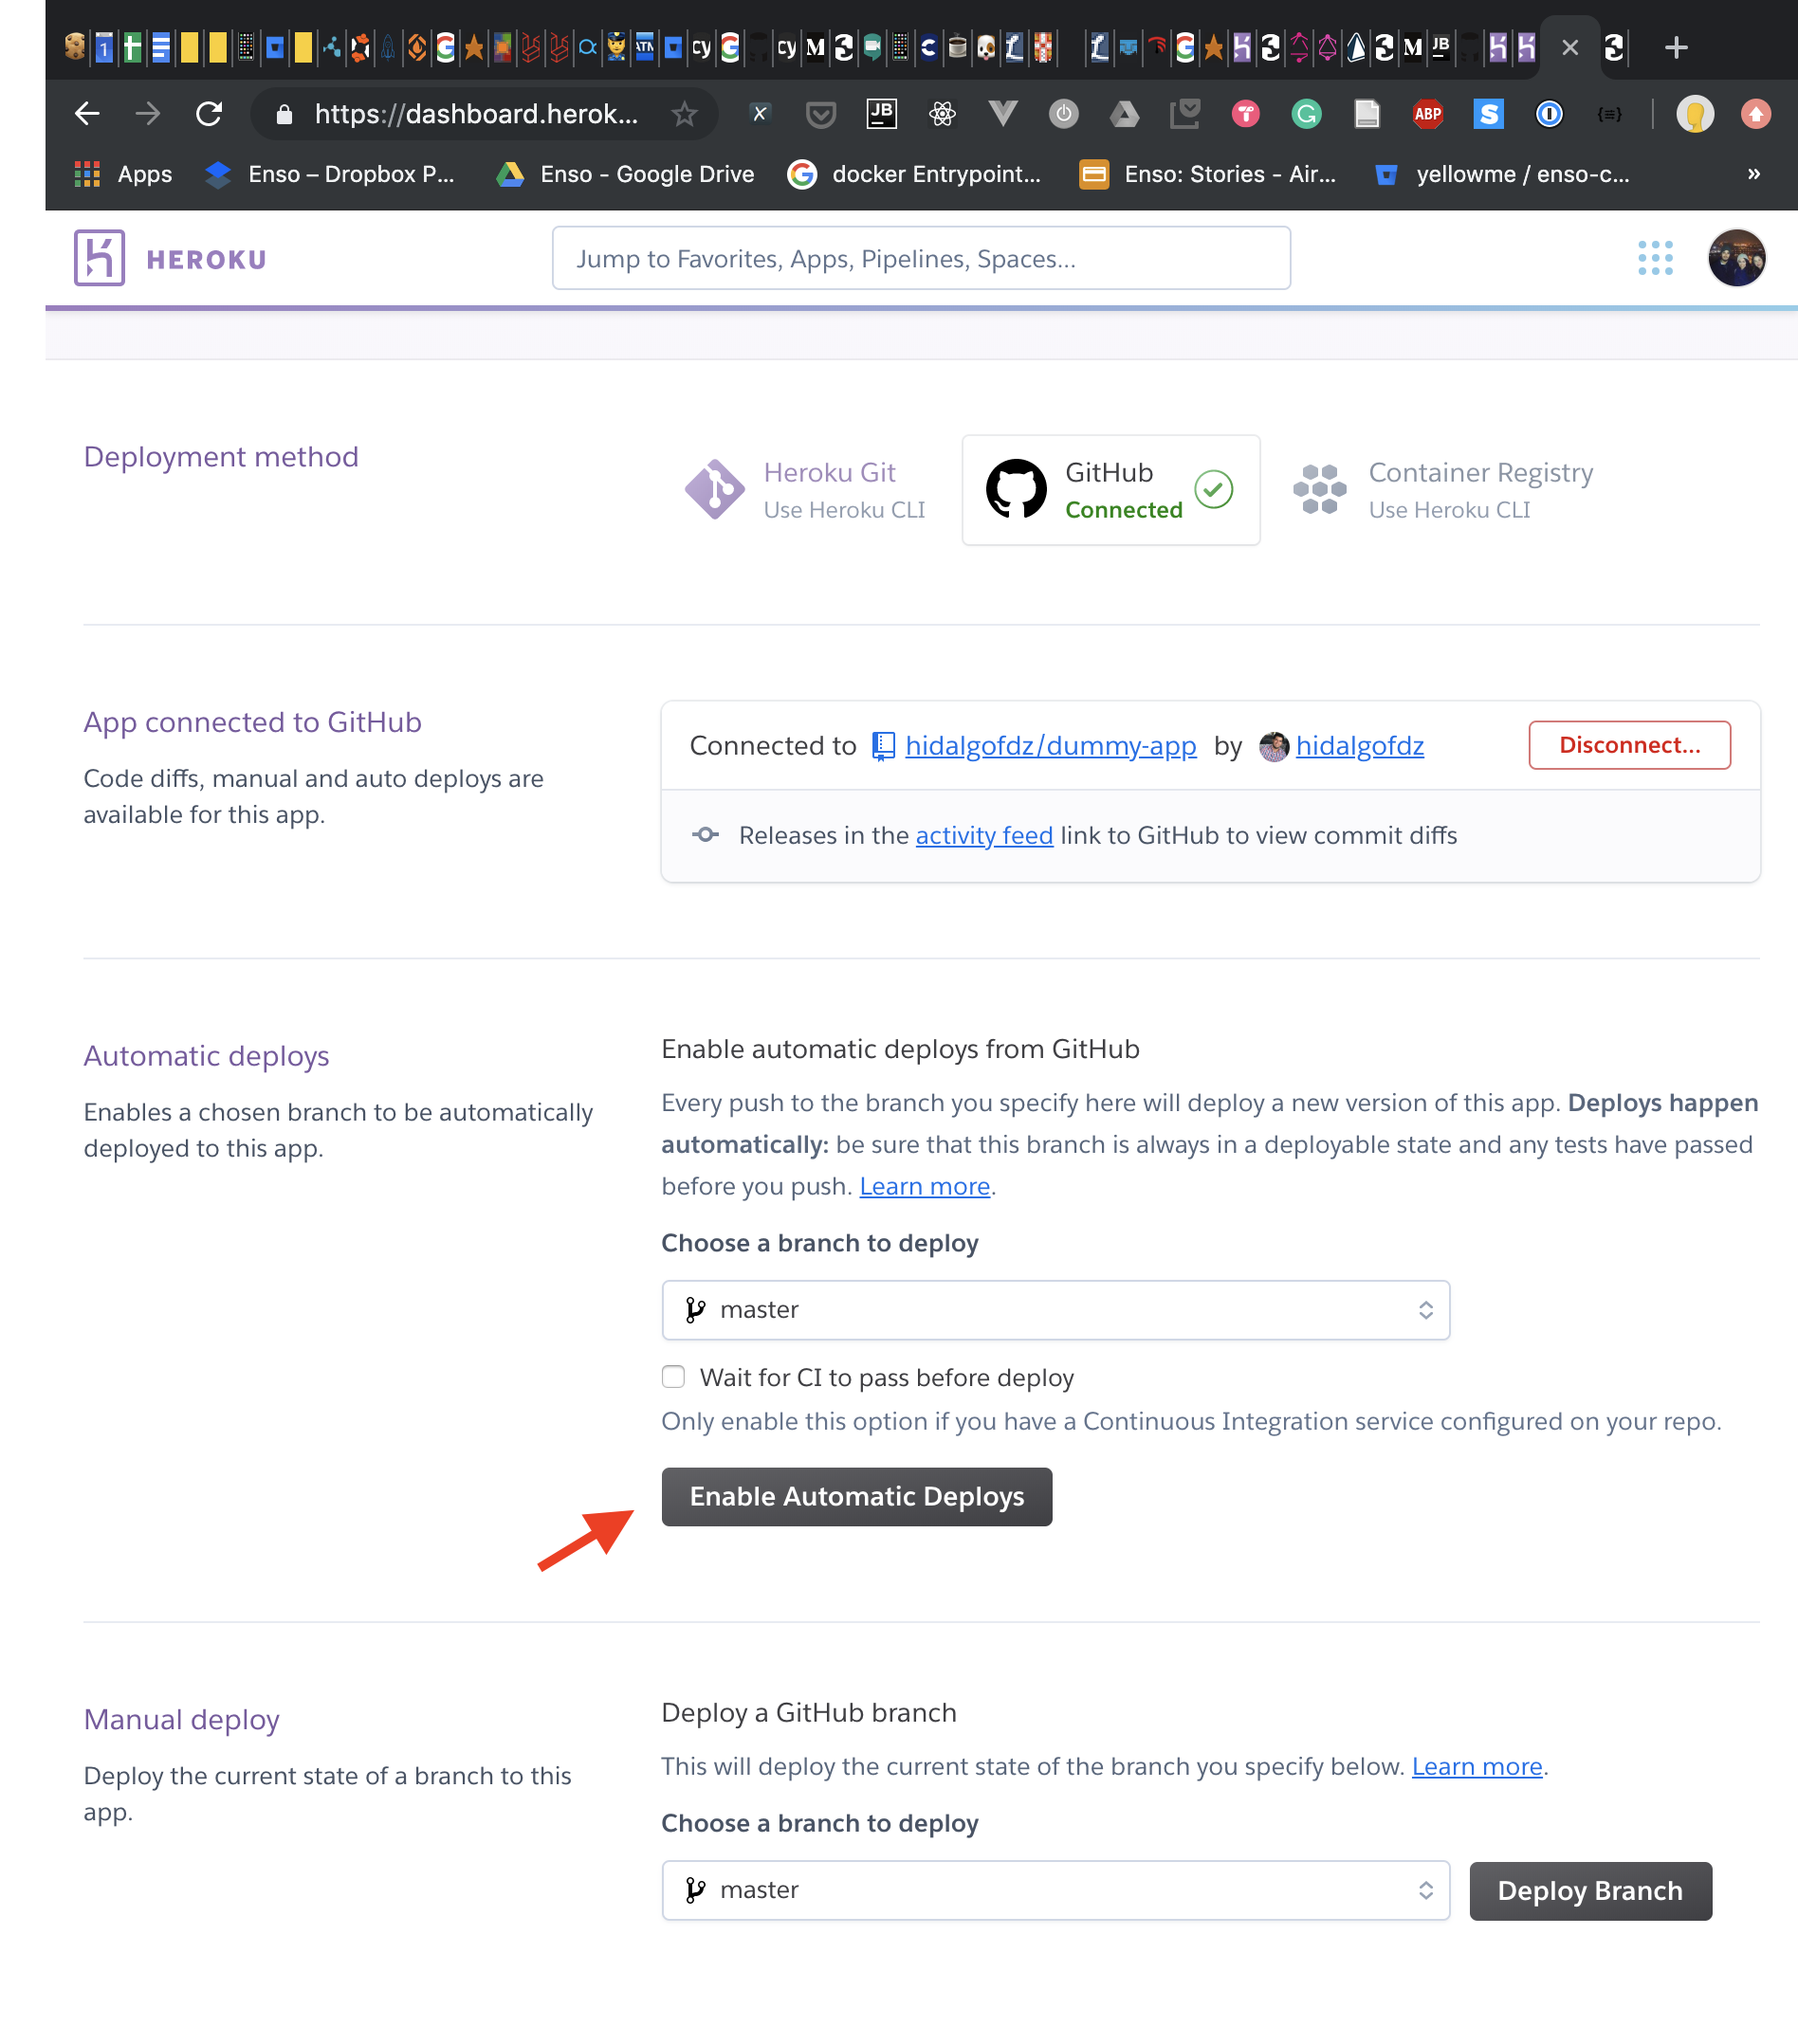 https://dashboard.herok...
Apps
Enso – Dropbox P...
Enso - Google Drive
docker Entrypoint...
Enso: Stories - Air...
yellowme / enso-c...
»
HEROKU
Jump to Favorites, Apps, Pipelines, Spaces...
Deployment method
Heroku Git
Use Heroku CLI
GitHub
Connected
Container Registry
Use Heroku CLI
App connected to GitHub
Code diffs, manual and auto deploys are
available for this app.
Connected to hidalgofdz/dummy-app by hidalgofdz
Disconnect...
Releases in the activity feed link to GitHub to view commit diffs
Automatic deploys
Enables a chosen branch to be automatically
deployed to this app.
Enable automatic deploys from GitHub
Every push to the branch you specify here will deploy a new version of this app. Deploys happen
automatically: be sure that this branch is always in a deployable state and any tests have passed
before you push. Learn more.
Choose a branch to deploy
master
Wait for CI to pass before deploy
Only enable this option if you have a Continuous Integration service configured on your repo.
Enable Automatic Deploys
Manual deploy
Deploy the current state of a branch to this
app.
Deploy a GitHub branch
This will deploy the current state of the branch you specify below. Learn more.
Choose a branch to deploy
master
Deploy Branch